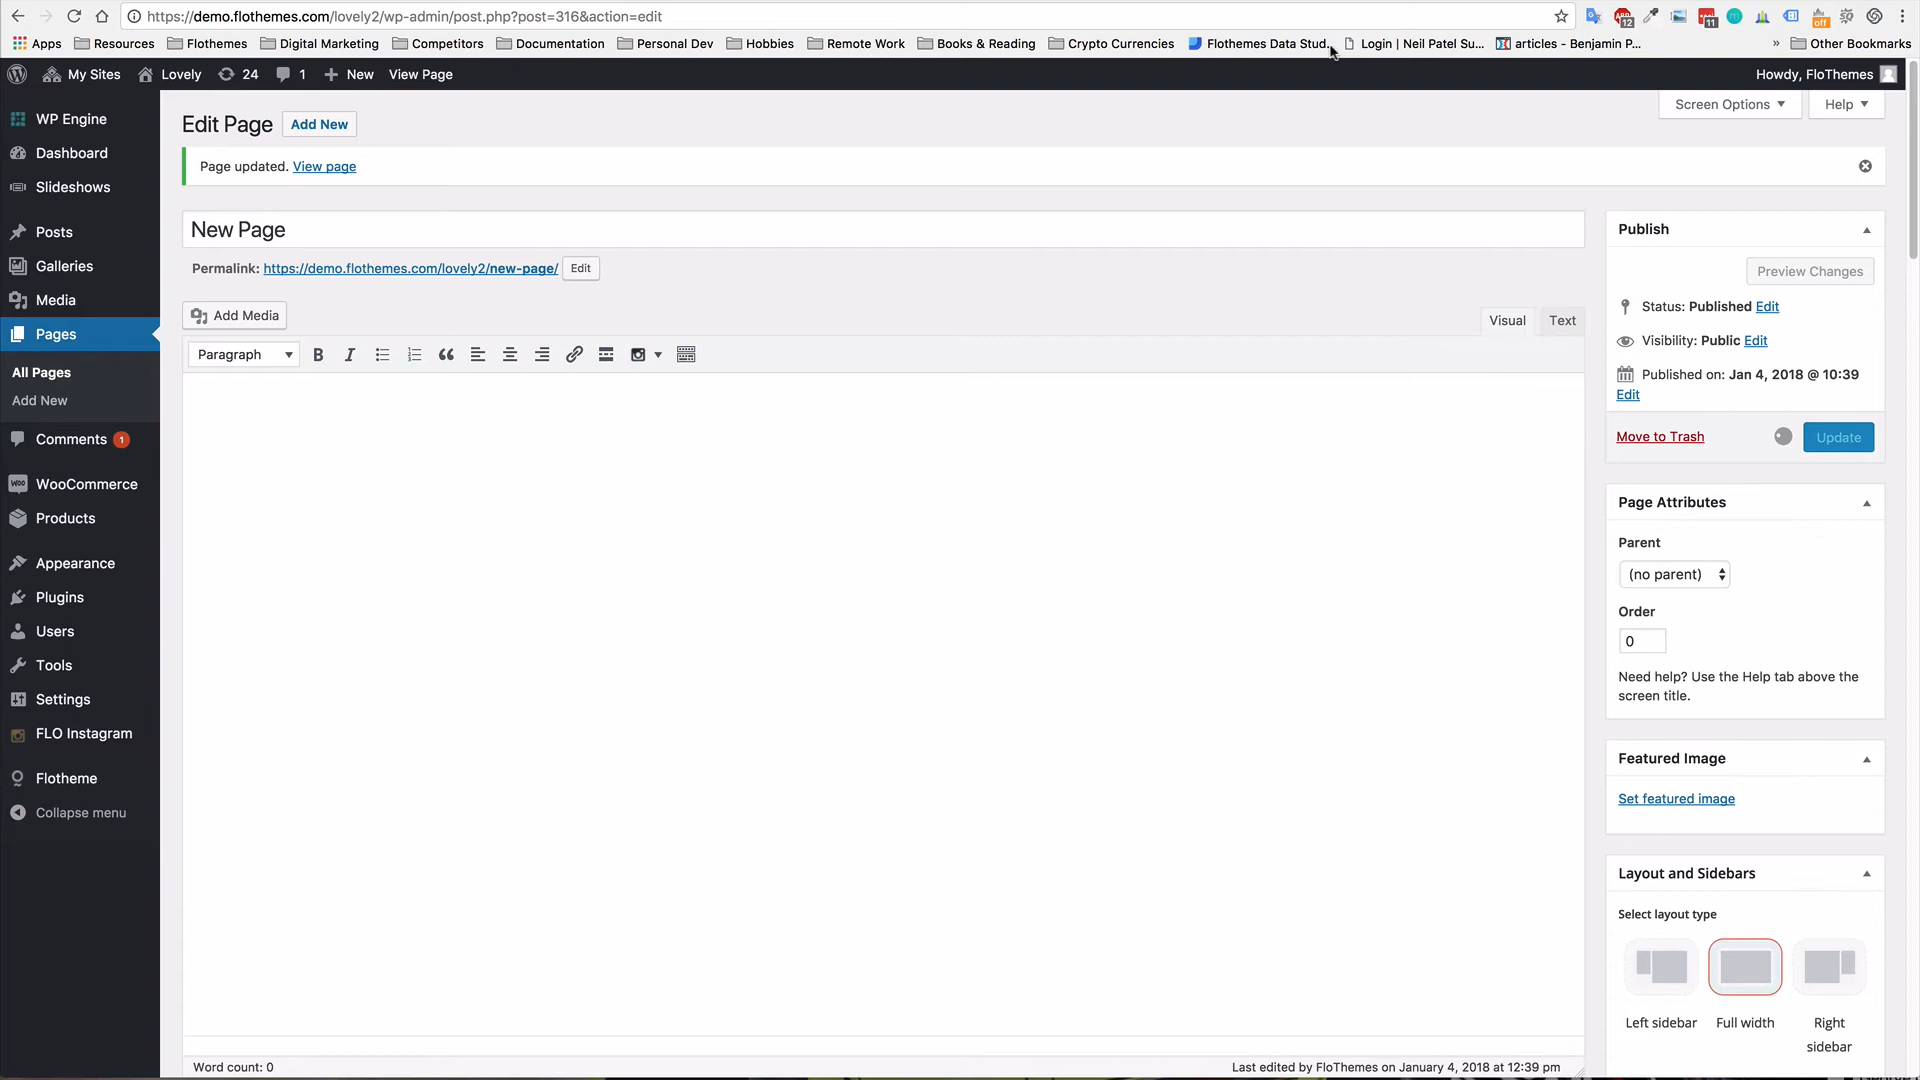 https://demo.flothemes.com/lovely2/wp-admin/post.php?post=316&action=edit
12
11
off
Apps
Resources
Flothemes
Digital Marketing
Competitors
Documentation
Personal Dev
Hobbies
Remote Work
Books & Reading
Crypto Currencies
Flothemes Data Stud...
Login | Neil Patel Su...
articles - Benjamin P...
»
Other Bookmarks
My Sites
Lovely
24
1
New
View Page
Howdy, FloThemes
WP Engine
Dashboard
Slideshows
Posts
Galleries
Media
Pages
All Pages
Add New
Comments 1
WooCommerce
Products
Appearance
Plugins
Users
Tools
Settings
FLO Instagram
Flotheme
Collapse menu
Screen Options
Help
Edit Page
Add New
Page updated. View page
New Page
Permalink: https://demo.flothemes.com/lovely2/new-page/ Edit
Add Media
Visual
Text
Paragraph
B
I
Word count: 0
Last edited by FloThemes on January 4, 2018 at 12:39 pm
Publish
Preview Changes
Status: Published Edit
Visibility: Public Edit
Published on: Jan 4, 2018 @ 10:39
Edit
Move to Trash
Update
Page Attributes
Parent
(no parent)
Order
0
Need help? Use the Help tab above the
screen title.
Featured Image
Set featured image
Layout and Sidebars
Select layout type
Left sidebar
Full width
Right
sidebar